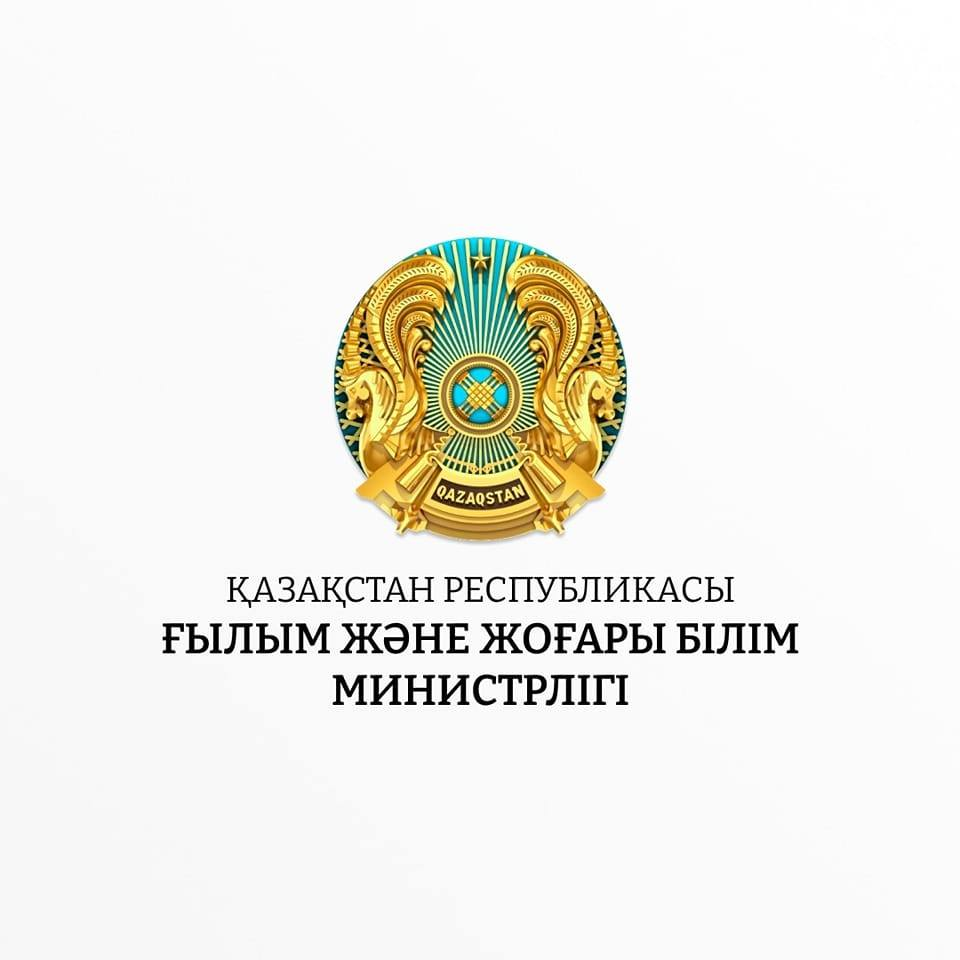 QAZAQSTAN
ҚАЗАҚСТАН РЕСПУБЛИКАСЫ
ҒЫЛЫМ ЖӘНЕ ЖОҒАРЫ БІЛІМ
МИНИСТРЛІГІ